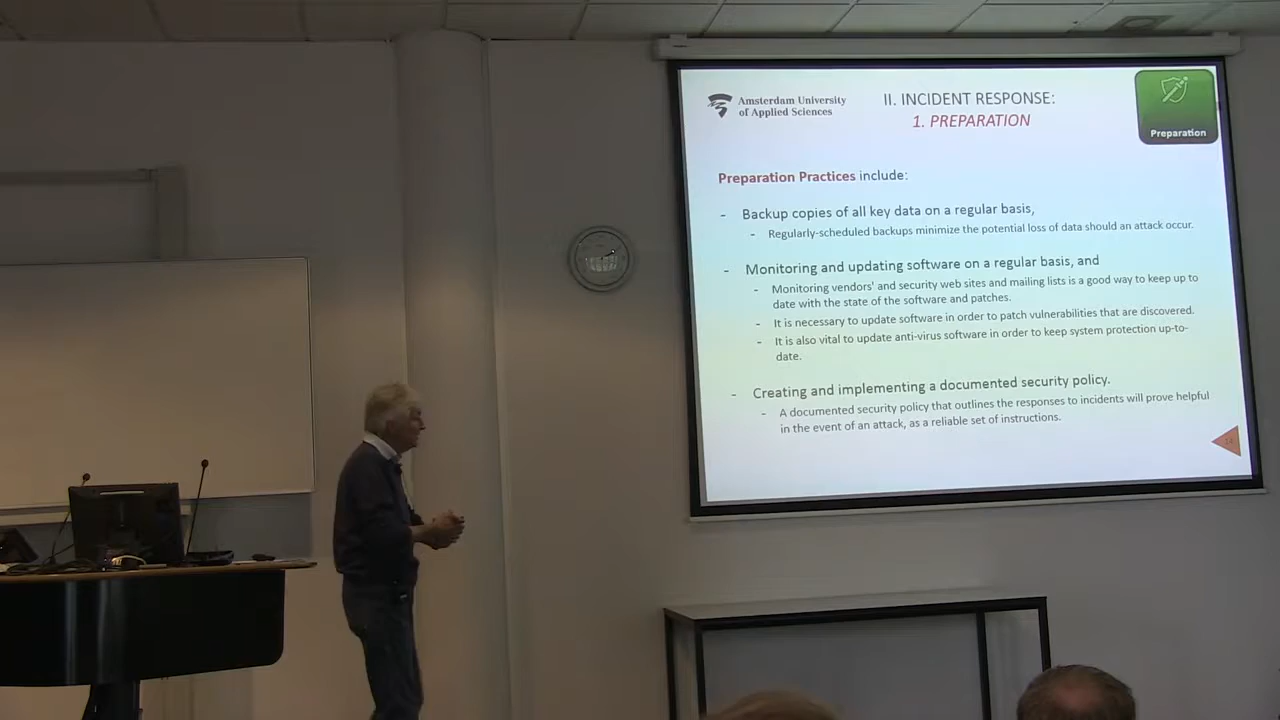 Amsterdam University
of Applied Sciences
II. INCIDENT RESPONSE:
1. PREPARATION
Preparation
Preparation Practices include:
- Backup copies of all key data on a regular basis,
- Regularly-scheduled backups minimize the potential loss of data should an attack occur.
- Monitoring and updating software on a regular basis, and
- Monitoring vendors' and security web sites and mailing lists is a good way to keep up to
date with the state of the software and patches.
- It is necessary to update software in order to patch vulnerabilities that are discovered.
- It is also vital to update anti-virus software in order to keep system protection up-to-
date.
- Creating and implementing a documented security policy.
- A documented security policy that outlines the responses to incidents will prove helpful
in the event of an attack, as a reliable set of instructions.